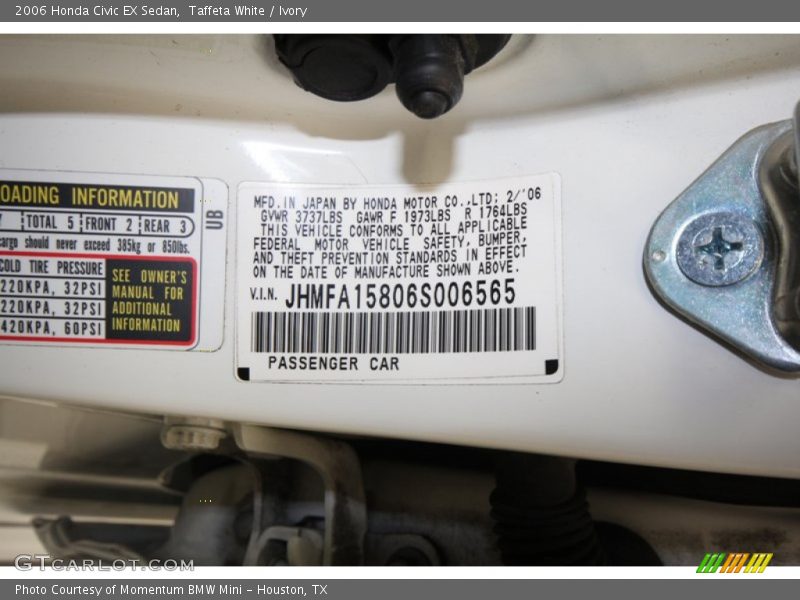 2006 Honda Civic EX Sedan, Taffeta White / Ivory
OADING INFORMATION
TOTAL 5 FRONT 2 REAR 3
cargo should never exceed 385kg or 850lbs.
COLD TIRE PRESSURE
220KPA, 32PSI
220KPA, 32PSI
420KPA, 60PSI
SEE OWNER'S
MANUAL FOR
ADDITIONAL
INFORMATION
UB
MFD. IN JAPAN BY HONDA MOTOR CO., LTD; 2/'06
GVWR 3737LBS GAWR F 1973LBS R 1764LBS
THIS VEHICLE CONFORMS TO ALL APPLICABLE
FEDERAL MOTOR VEHICLE SAFETY, BUMPER,
AND THEFT PREVENTION STANDARDS IN EFFECT
ON THE DATE OF MANUFACTURE SHOWN ABOVE.
V.I.N. JHMFA15806S006565
PASSENGER CAR
GTCARLOT.COM
Photo Courtesy of Momentum BMW Mini - Houston, TX